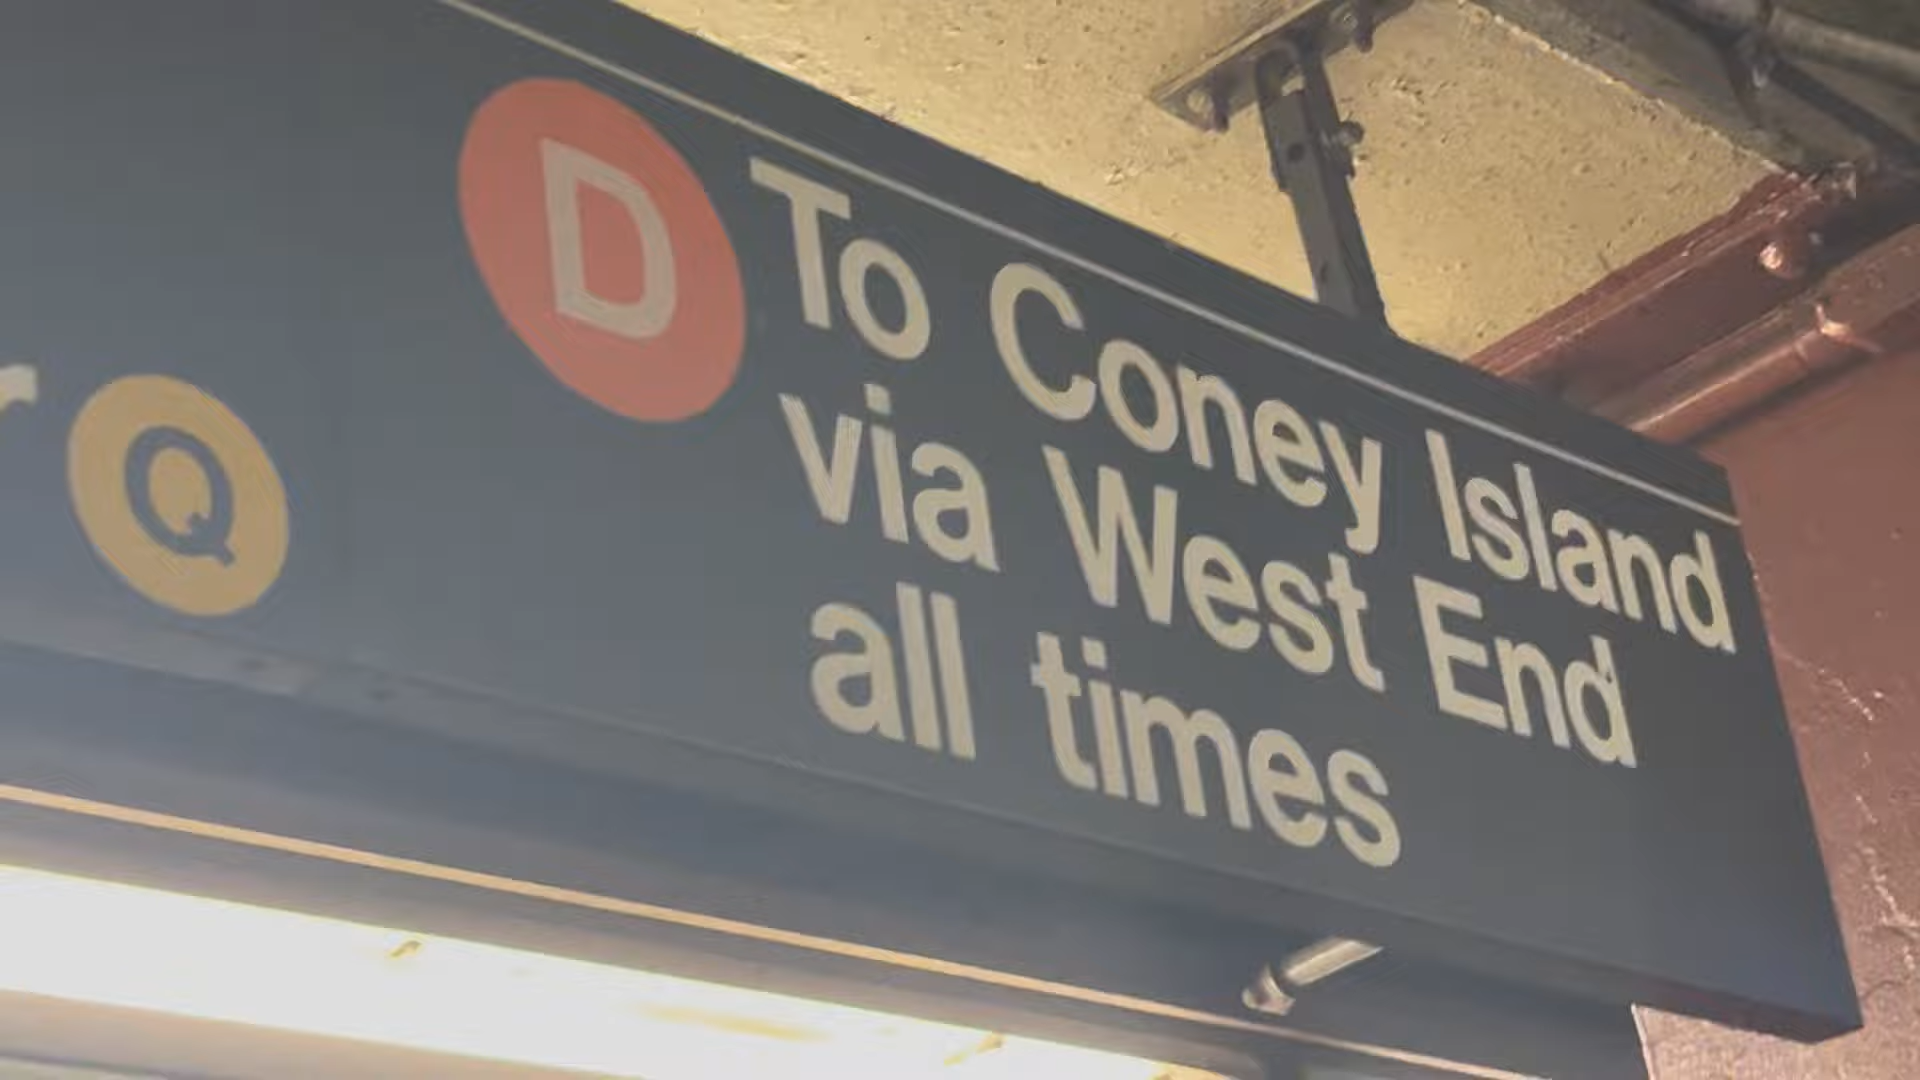 Q
D To Coney Island
via West End
all times